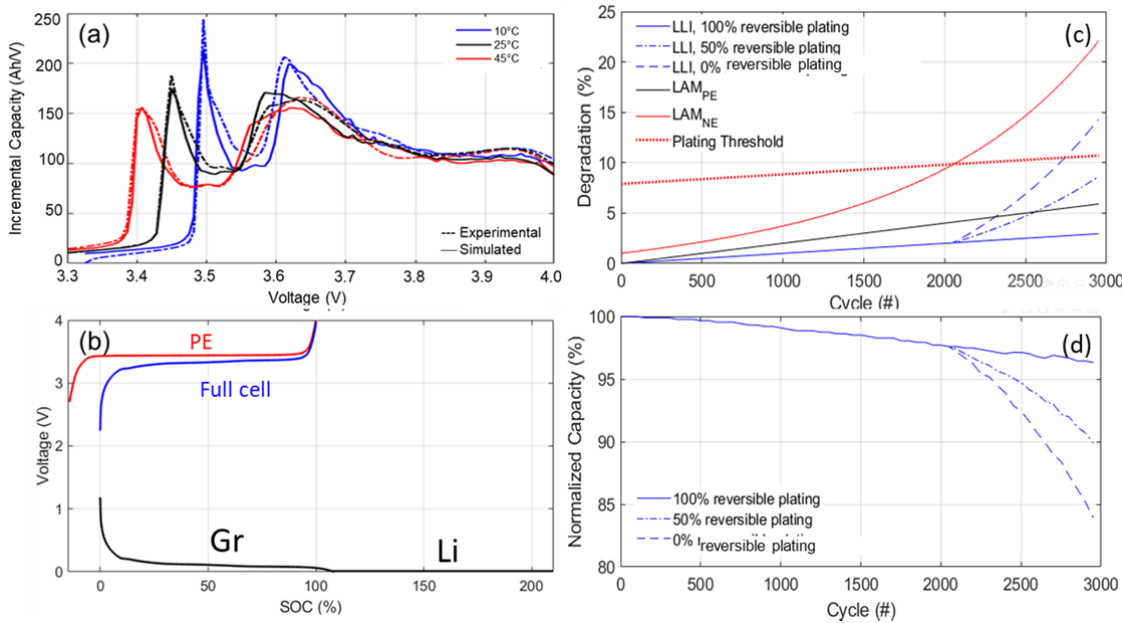 (a)
10°C
25°C
45°C
Experimental
Simulated
250
200
150
100
50
0
3.3 3.4 3.5 3.6 3.7 3.8 3.9 4.0
Incremental Capacity (Ah/V)
Voltage (V)
(b)
PE
Full cell
Gr
Li
4
3
2
1
0
0 50 100 150 200
Voltage (V)
SOC (%)
(c)
LLI, 100% reversible plating
LLI, 50% reversible plating
LLI, 0% reversible plating
LAMPE
LAMNE
Plating Threshold
25
20
15
10
5
0
0 500 1000 1500 2000 2500 3000
Degradation (%)
Cycle (#)
(d)
100% reversible plating
50% reversible plating
0% reversible plating
100
95
90
85
80
0 500 1000 1500 2000 2500 3000
Normalized Capacity (%)
Cycle (#)